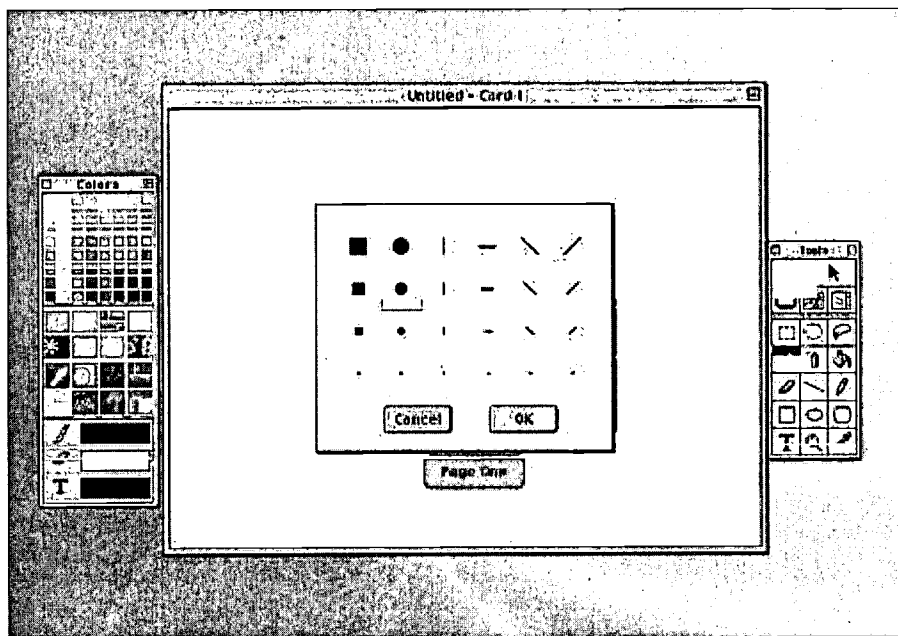 Untitled - Card 1
Colors
Tools
Cancel
OK
Page One
T
T